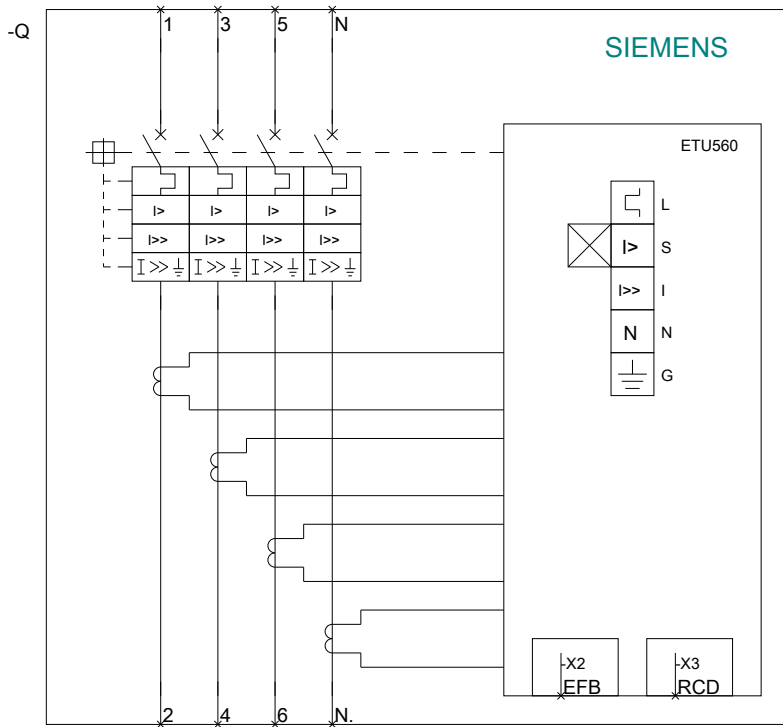 -Q
1 3 5 N
SIEMENS
ETU560
L
I> I> I> I> I> S
I>> I>> I>> I>> I>> I
I >> I >> I >> I >>
N N
G
-X2 -X3
EFB RCD
2 4 6 N.